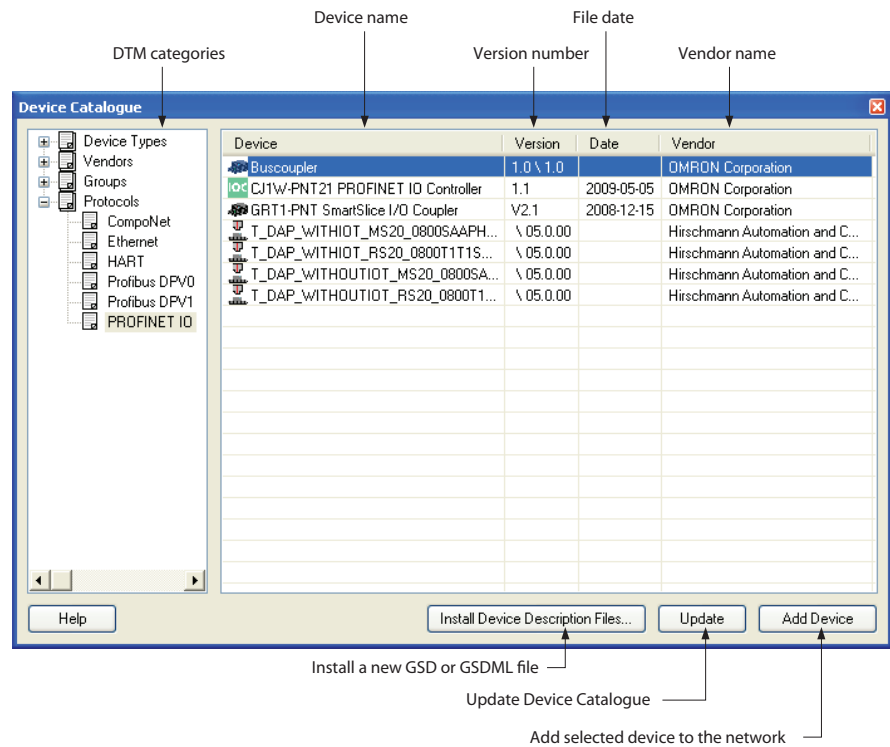 Device name
File date
DTM categories
Version number
Vendor name
Device Catalogue
Device Types
Vendors
Groups
Protocols
CompoNet
Ethernet
HART
Profibus DPV0
Profibus DPV1
PROFINET IO
Device Version Date Vendor
Buscoupler 1.0 \ 1.0 OMRON Corporation
IOC CJ1W-PNT21 PROFINET IO Controller 1.1 2009-05-05 OMRON Corporation
GRT1-PNT SmartSlice I/O Coupler V2.1 2008-12-15 OMRON Corporation
T_DAP_WITHIOT_MS20_0800SAAPH... \ 05.0.00 Hirschmann Automation and C...
T_DAP_WITHIOT_RS20_0800T1T1S... \ 05.0.00 Hirschmann Automation and C...
T_DAP_WITHOUTIOT_MS20_0800SA... \ 05.0.00 Hirschmann Automation and C...
T_DAP_WITHOUTIOT_RS20_0800T1... \ 05.0.00 Hirschmann Automation and C...
Help
Install Device Description Files...
Update
Add Device
Install a new GSD or GSDML file
Update Device Catalogue
Add selected device to the network